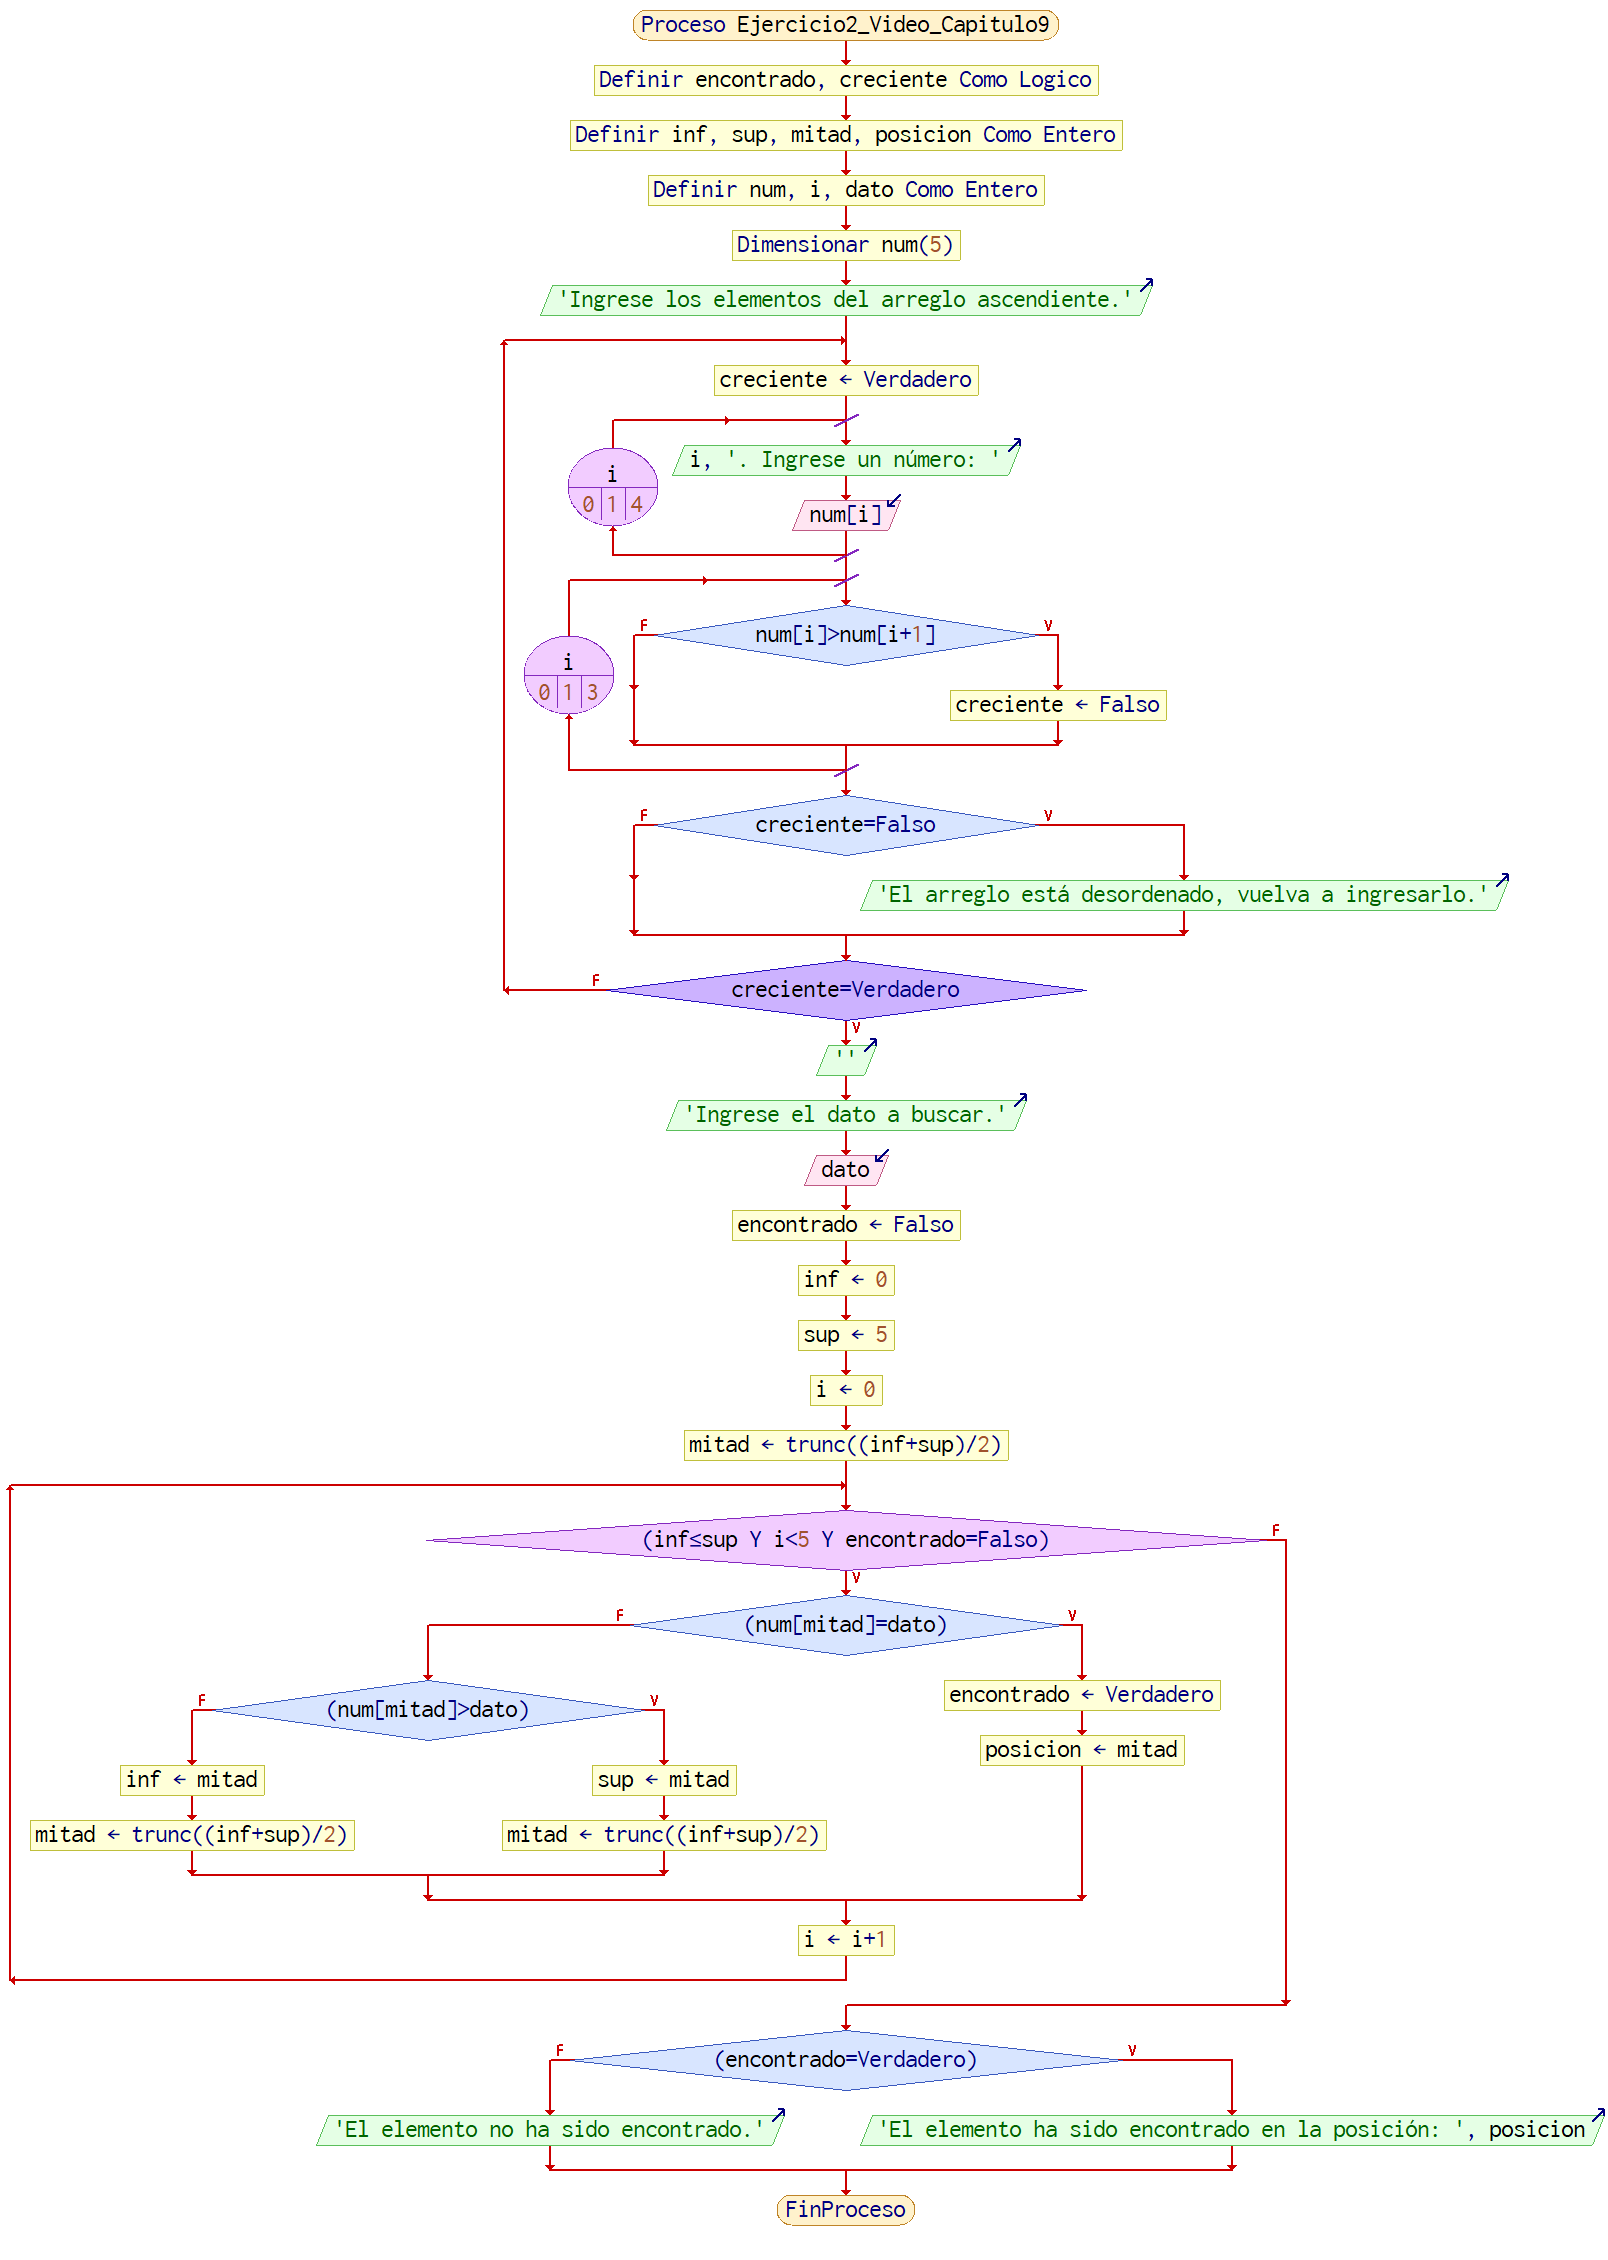 Proceso Ejercicio2_Video_Capitulo9
Definir encontrado, creciente Como Logico
Definir inf, sup, mitad, posicion Como Entero
Definir num, i, dato Como Entero
Dimensionar num(5)
'Ingrese los elementos del arreglo ascendiente.'
creciente ← Verdadero
i, '. Ingrese un número: '
i
0 1 4
num[i]
F
num[i]>num[i+1]
V
i
0 1 3
creciente ← Falso
F
creciente=Falso
V
'El arreglo está desordenado, vuelva a ingresarlo.'
F
creciente=Verdadero
V
''
'Ingrese el dato a buscar.'
dato
encontrado ← Falso
inf ← 0
sup ← 5
i ← 0
mitad ← trunc((inf+sup)/2)
(inf≤sup Y i<5 Y encontrado=Falso)
F
V
F
(num[mitad]=dato)
V
F
(num[mitad]>dato)
V
encontrado ← Verdadero
posicion ← mitad
inf ← mitad
sup ← mitad
mitad ← trunc((inf+sup)/2)
mitad ← trunc((inf+sup)/2)
i ← i+1
F
(encontrado=Verdadero)
V
'El elemento no ha sido encontrado.'
'El elemento ha sido encontrado en la posición: ', posicion
FinProceso